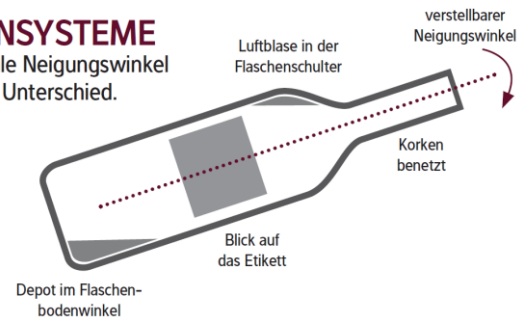 NSYSTEME
le Neigungswinkel
Unterschied.
Luftblase in der
Flaschenschulter
verstellbarer
Neigungswinkel
Korken
benetzt
Blick auf
das Etikett
Depot im Flaschen-
bodenwinkel